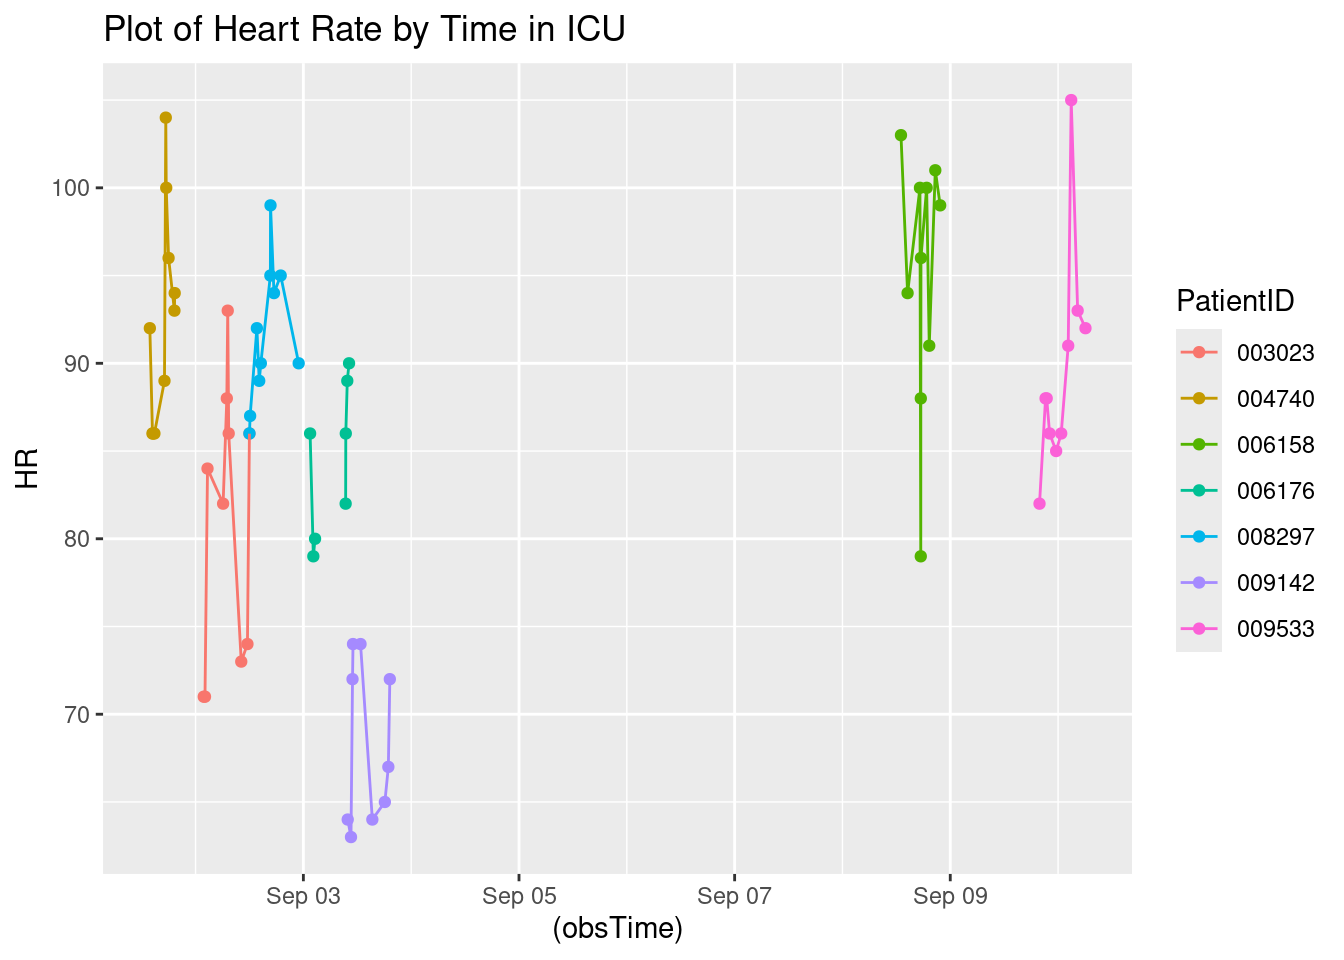 Plot of Heart Rate by Time in ICU
HR
100
90
80
70
Sep 03 Sep 05 Sep 07 Sep 09
(obsTime)
PatientID
003023
004740
006158
006176
008297
009142
009533